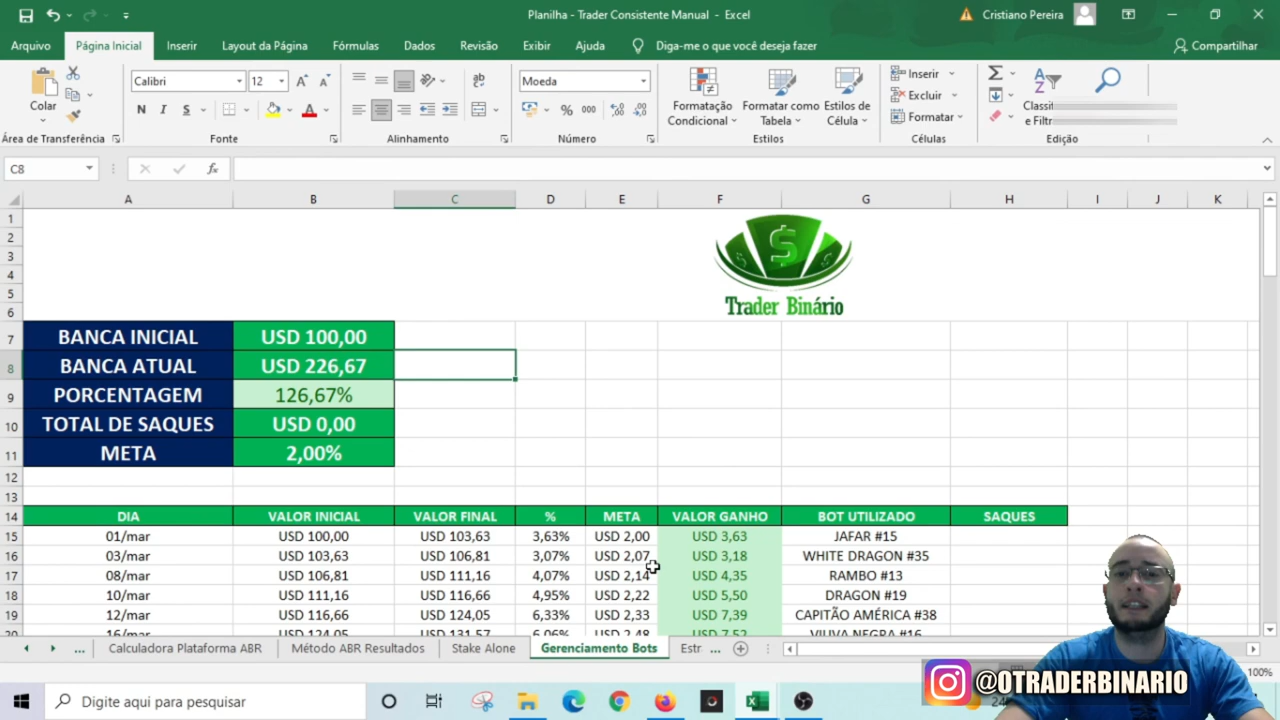 Planilha - Trader Consistente Manual - Excel
Cristiano Pereira
Arquivo Página Inicial Inserir Layout da Página Fórmulas Dados Revisão Exibir Ajuda Diga-me o que você deseja fazer Compartilhar
Colar
Calibri 12
N I S
ab
Moeda
% 000
Formatação Condicional
Formatar como Tabela
Estilos de Célula
Inserir
Excluir
Formatar
Classif
e Filtr
Área de Transferência Fonte Alinhamento Número Estilos Células Edição
C8 fx
A B C D E F G H I J K
1
2
3
4
5
6
Trader Binário
7 BANCA INICIAL USD 100,00
8 BANCA ATUAL USD 226,67
9 PORCENTAGEM 126,67%
10 TOTAL DE SAQUES USD 0,00
11 META 2,00%
12
13
14 DIA VALOR INICIAL VALOR FINAL % META VALOR GANHO BOT UTILIZADO SAQUES
15 01/mar USD 100,00 USD 103,63 3,63% USD 2,00 USD 3,63 JAFAR #15
16 03/mar USD 103,63 USD 106,81 3,07% USD 2,07 USD 3,18 WHITE DRAGON #35
17 08/mar USD 106,81 USD 111,16 4,07% USD 2,14 USD 4,35 RAMBO #13
18 10/mar USD 111,16 USD 116,66 4,95% USD 2,22 USD 5,50 DRAGON #19
19 12/mar USD 116,66 USD 124,05 6,33% USD 2,33 USD 7,39 CAPITÃO AMÉRICA #38
20 16/mar USD 124,05 USD 131,57 6,06% USD 2,48 USD 7,52 VIUVA NEGRA #16
... Calculadora Plataforma ABR Método ABR Resultados Stake Alone Gerenciamento Bots Estr ...
100%
Digite aqui para pesquisar
@OTRADERBINARIO